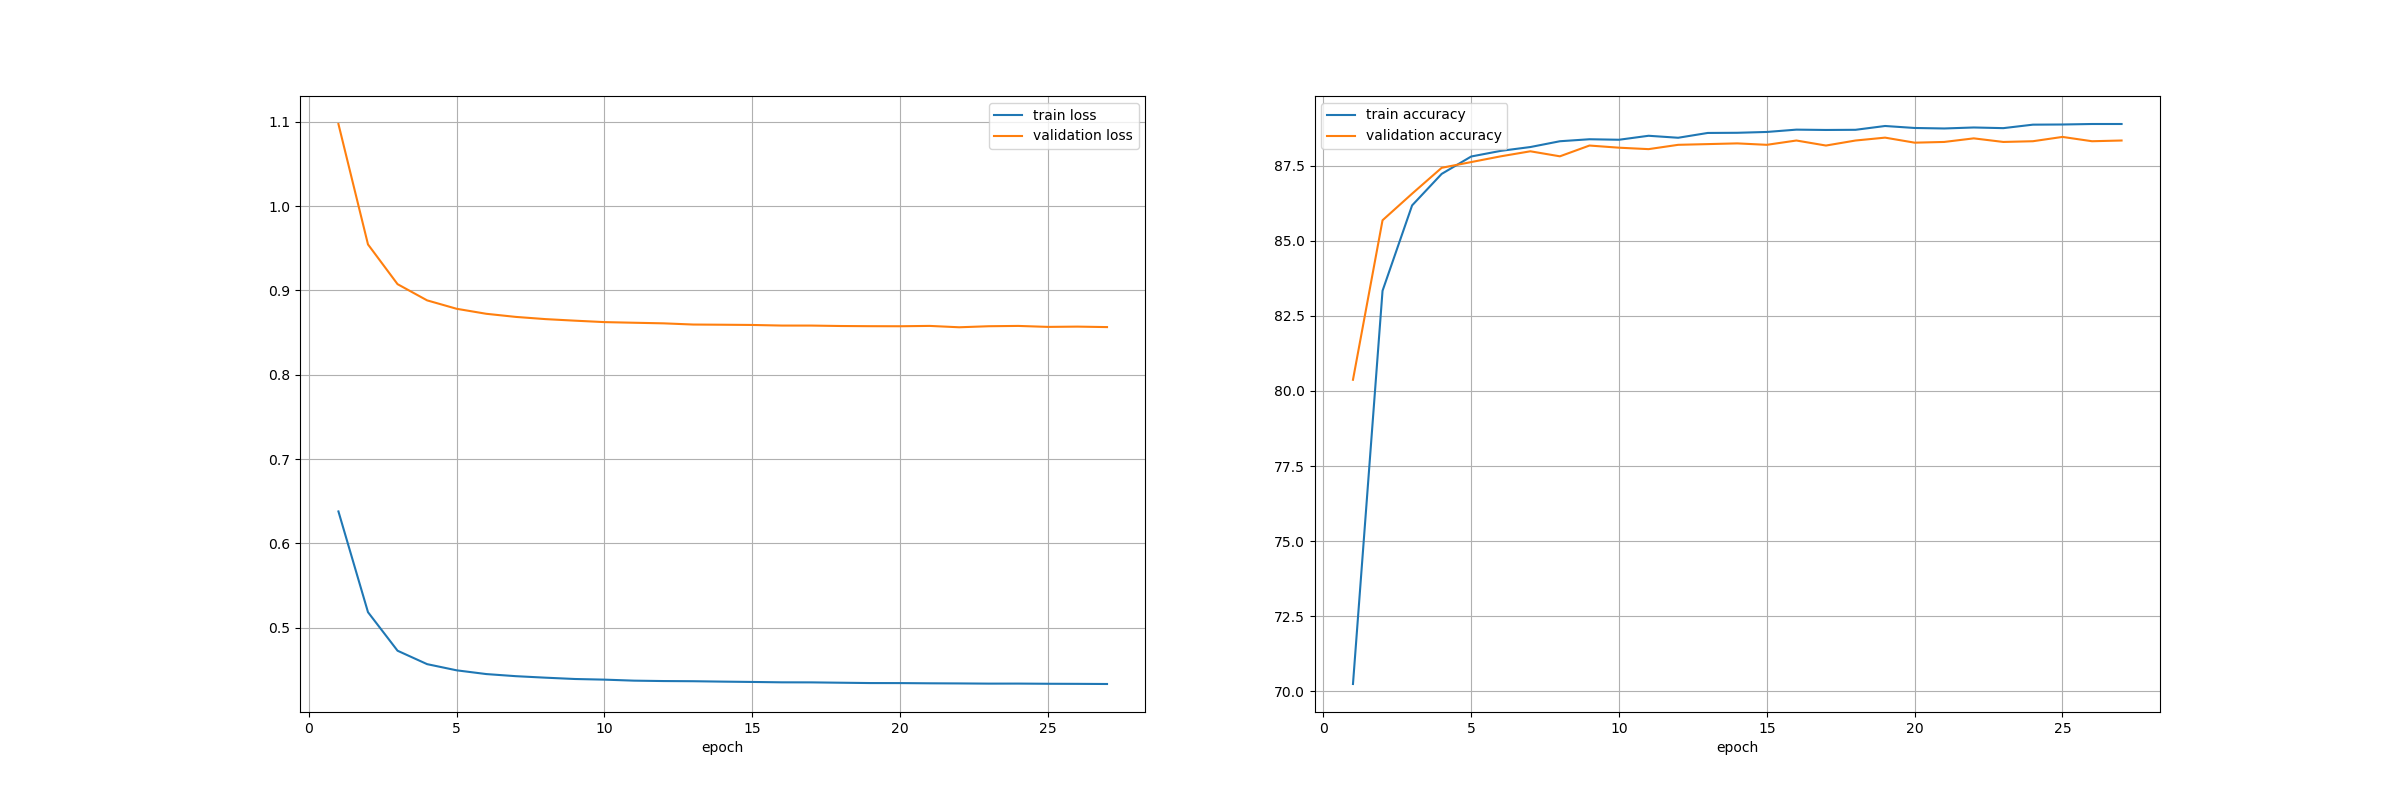 train loss
validation loss
1.1
1.0
0.9
0.8
0.7
0.6
0.5
0 5 10 15 20 25
epoch
train accuracy
validation accuracy
87.5
85.0
82.5
80.0
77.5
75.0
72.5
70.0
0 5 10 15 20 25
epoch